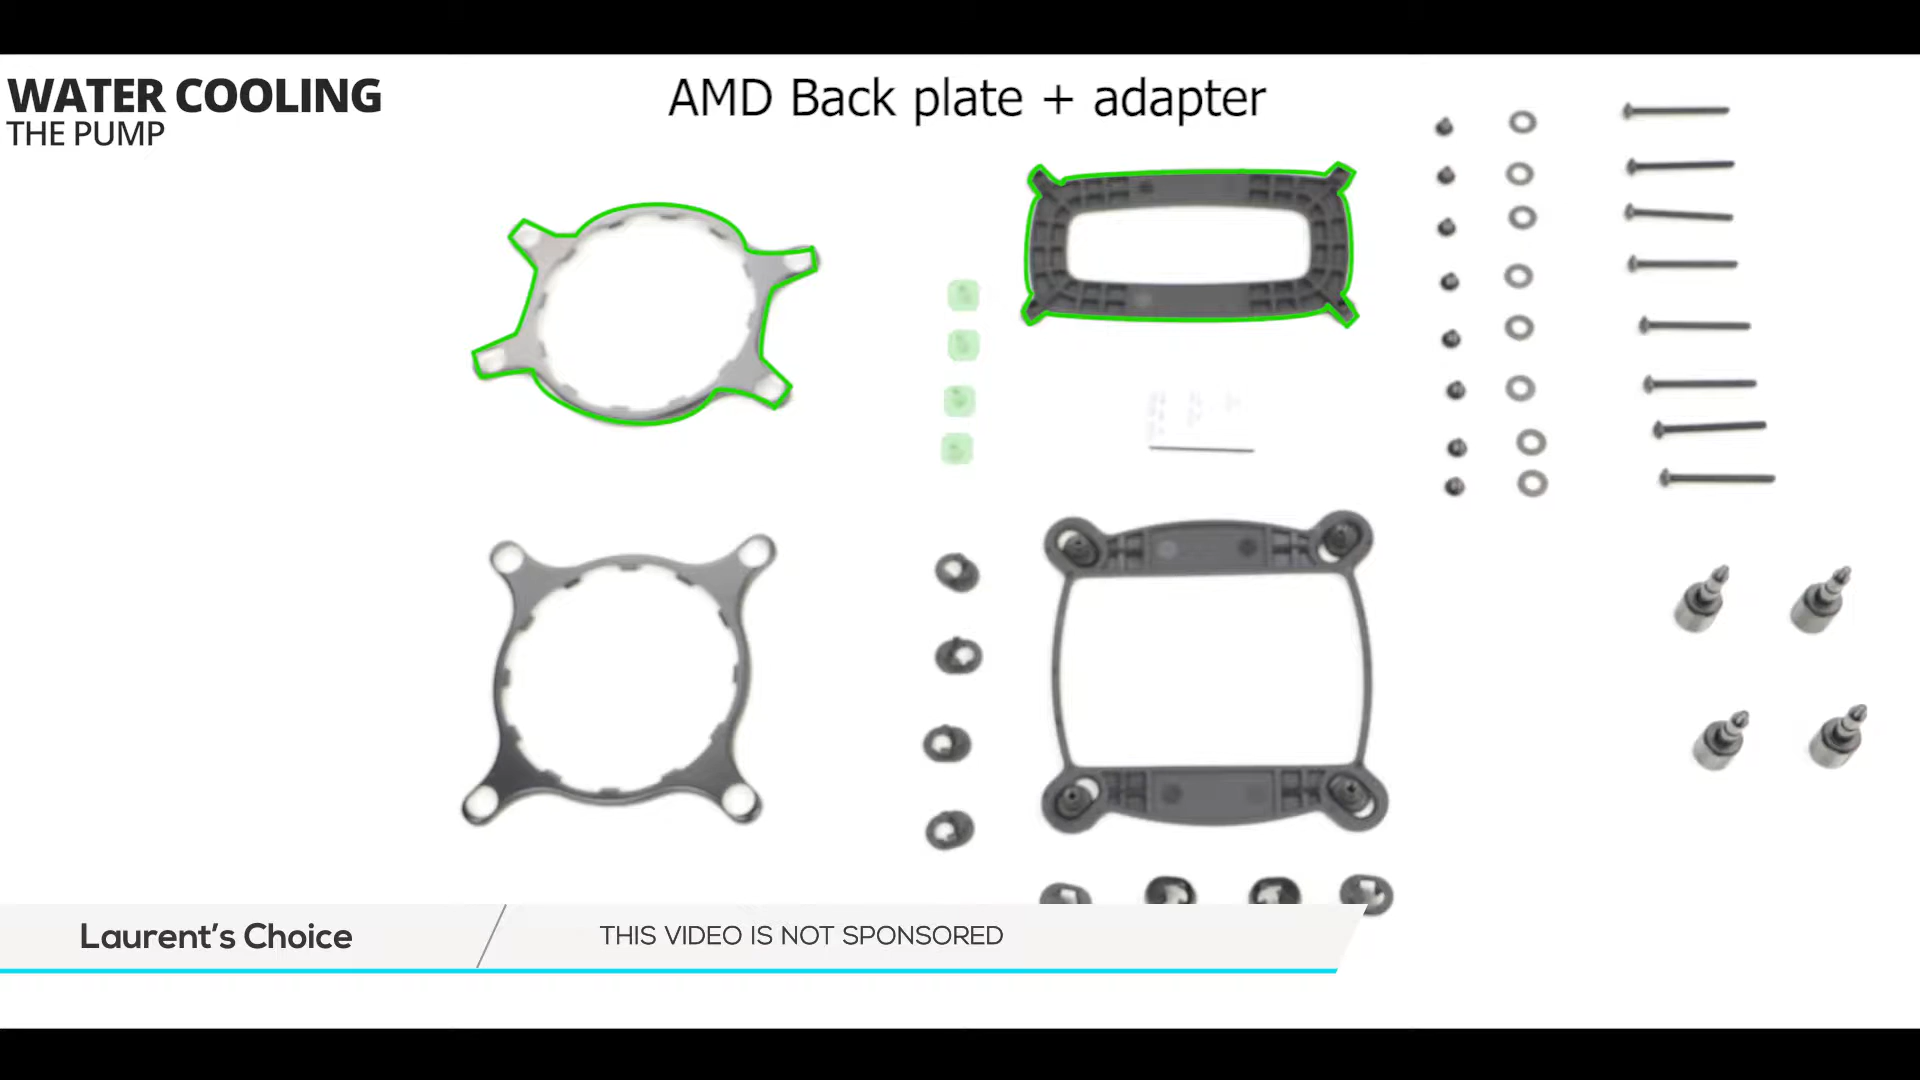 WATER COOLING
THE PUMP
AMD Back plate + adapter
Laurent's Choice
THIS VIDEO IS NOT SPONSORED